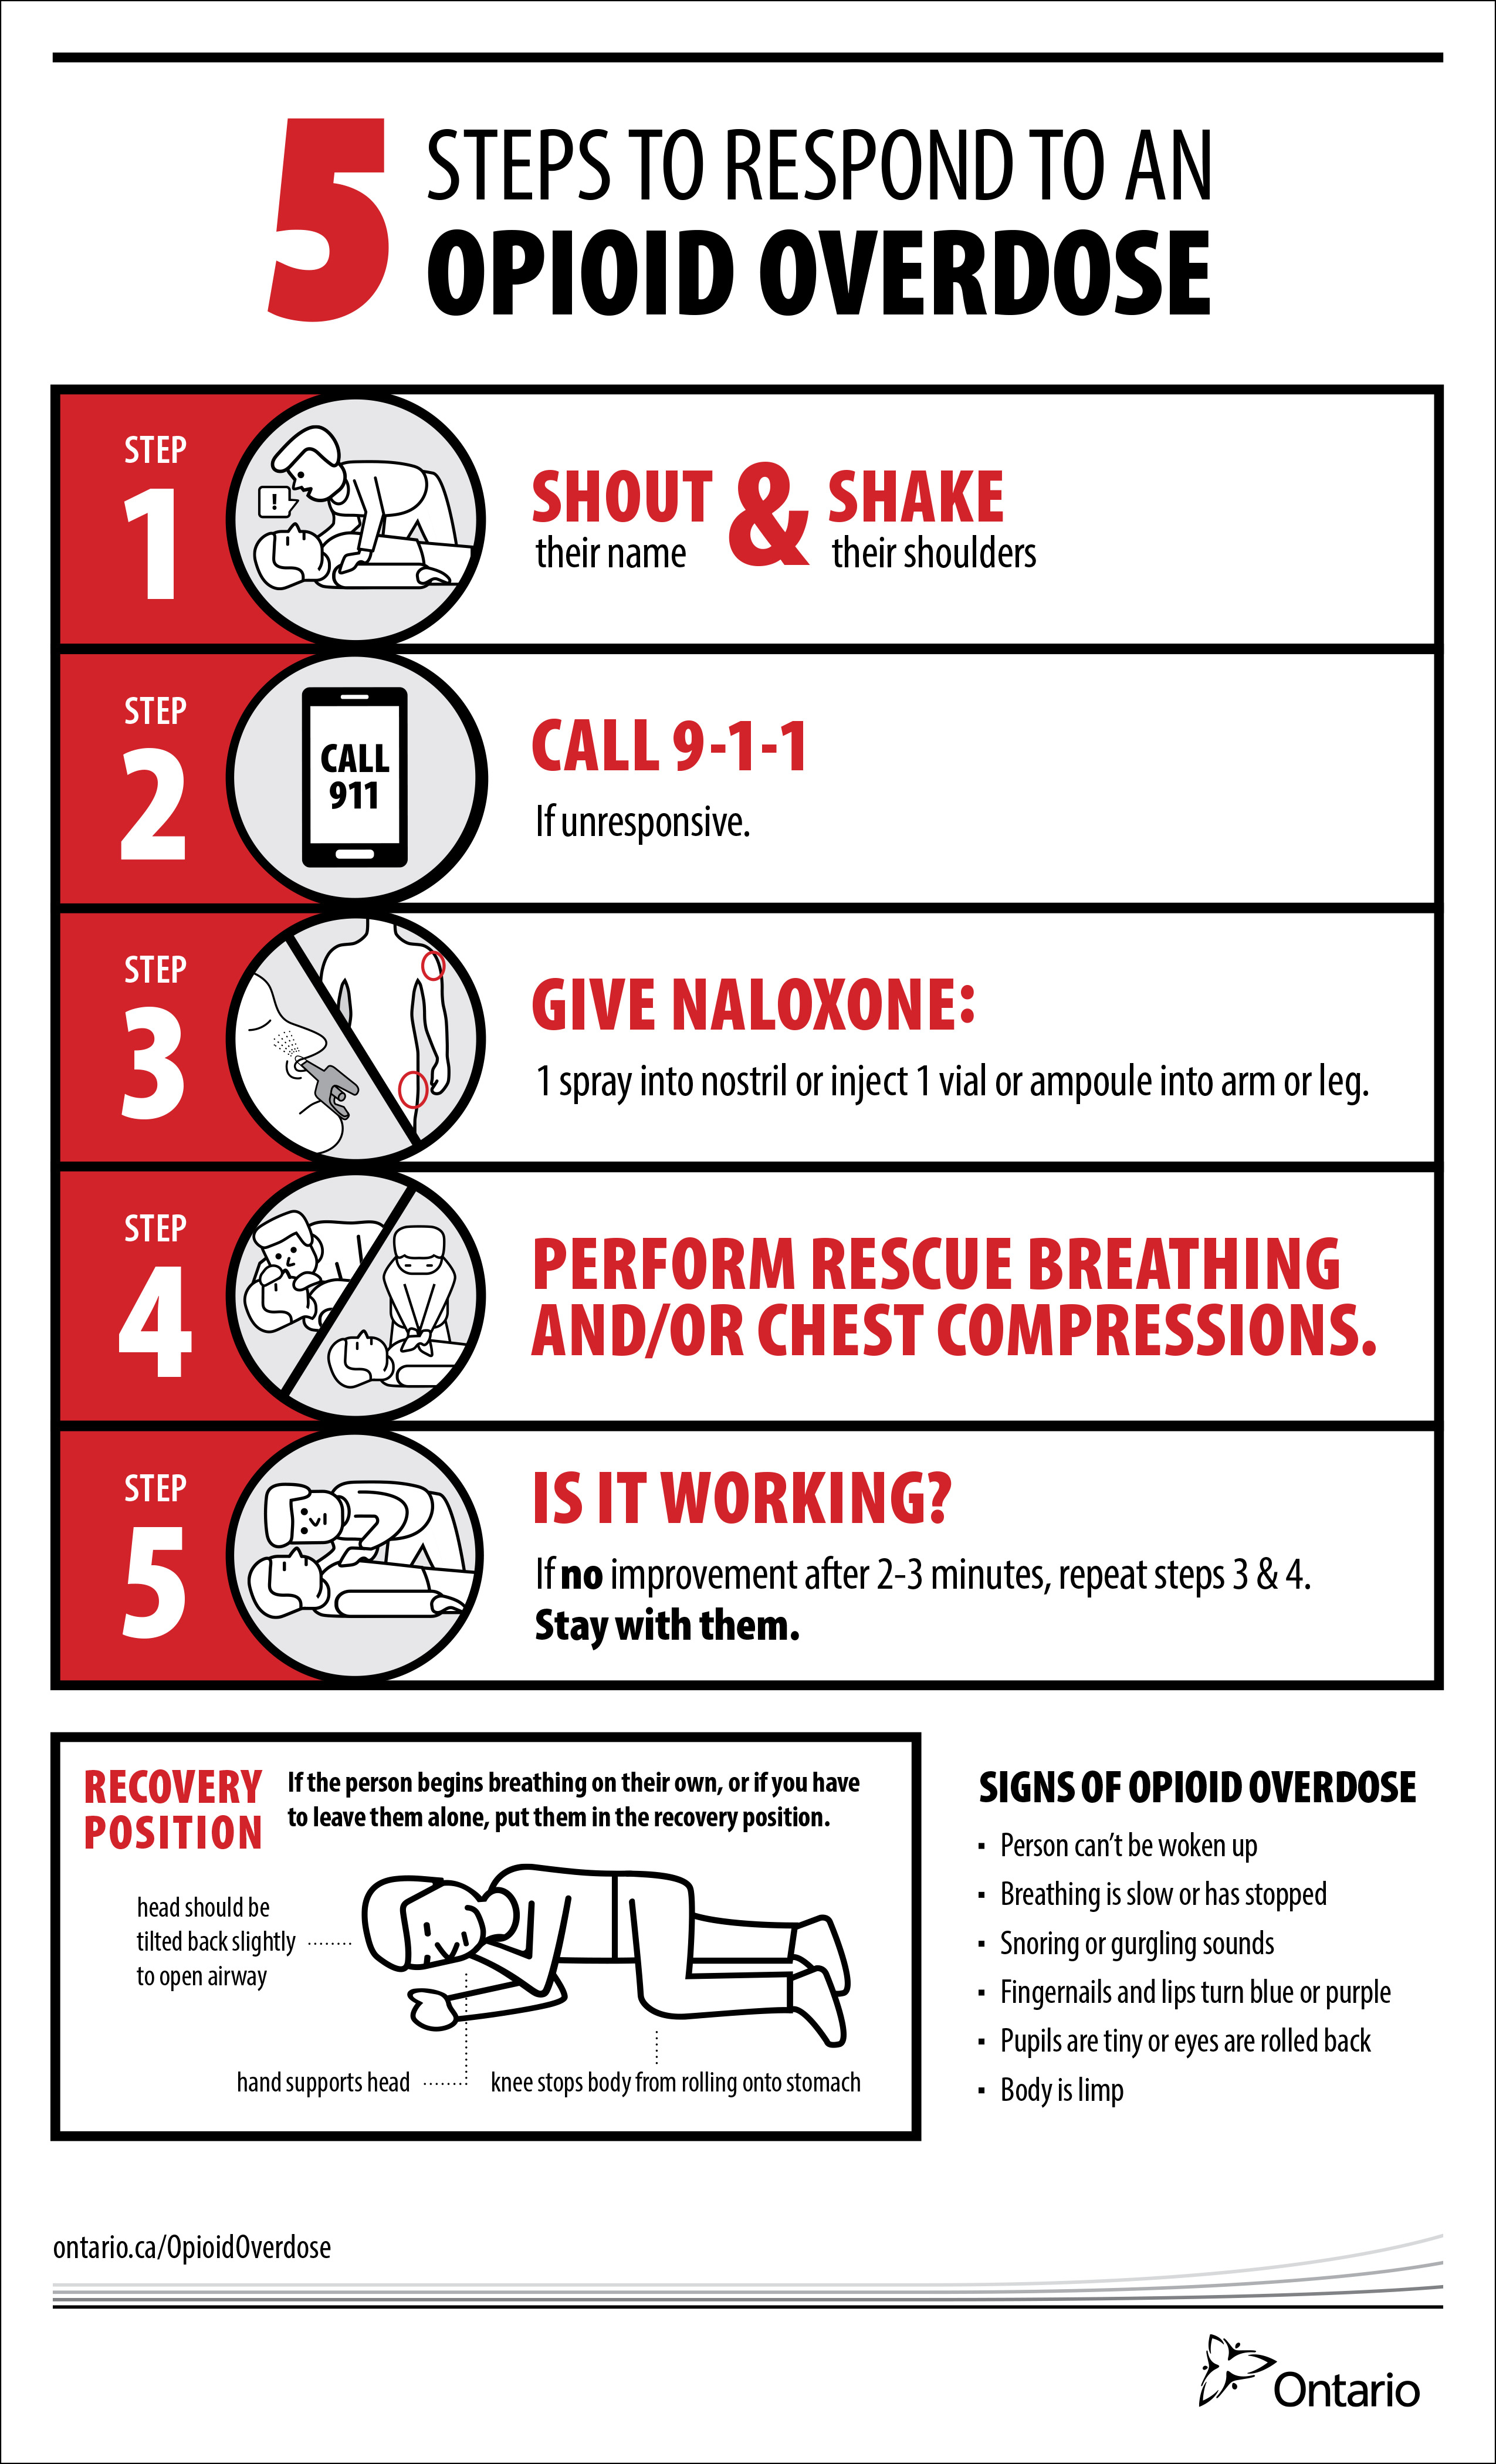 5 STEPS TO RESPOND TO AN
OPIOID OVERDOSE
STEP
1
!
SHOUT & SHAKE
their name
their shoulders
STEP
2
CALL
911
CALL 9-1-1
If unresponsive.
STEP
3
GIVE NALOXONE:
1 spray into nostril or inject 1 vial or ampoule into arm or leg.
STEP
4
PERFORM RESCUE BREATHING
AND/OR CHEST COMPRESSIONS.
STEP
5
IS IT WORKING?
If no improvement after 2-3 minutes, repeat steps 3 & 4.
Stay with them.
RECOVERY
POSITION
If the person begins breathing on their own, or if you have
to leave them alone, put them in the recovery position.
head should be
tilted back slightly
to open airway
hand supports head
knee stops body from rolling onto stomach
SIGNS OF OPIOID OVERDOSE
▪ Person can't be woken up
▪ Breathing is slow or has stopped
▪ Snoring or gurgling sounds
▪ Fingernails and lips turn blue or purple
▪ Pupils are tiny or eyes are rolled back
▪ Body is limp
ontario.ca/OpioidOverdose
Ontario